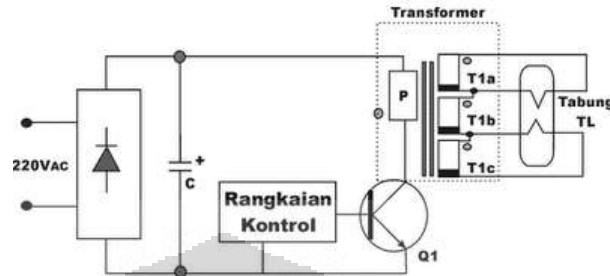 Transformer
T1a
P
Tabung
TL
T1b
220VAC
+
C
T1c
Rangkaian
Kontrol
Q1